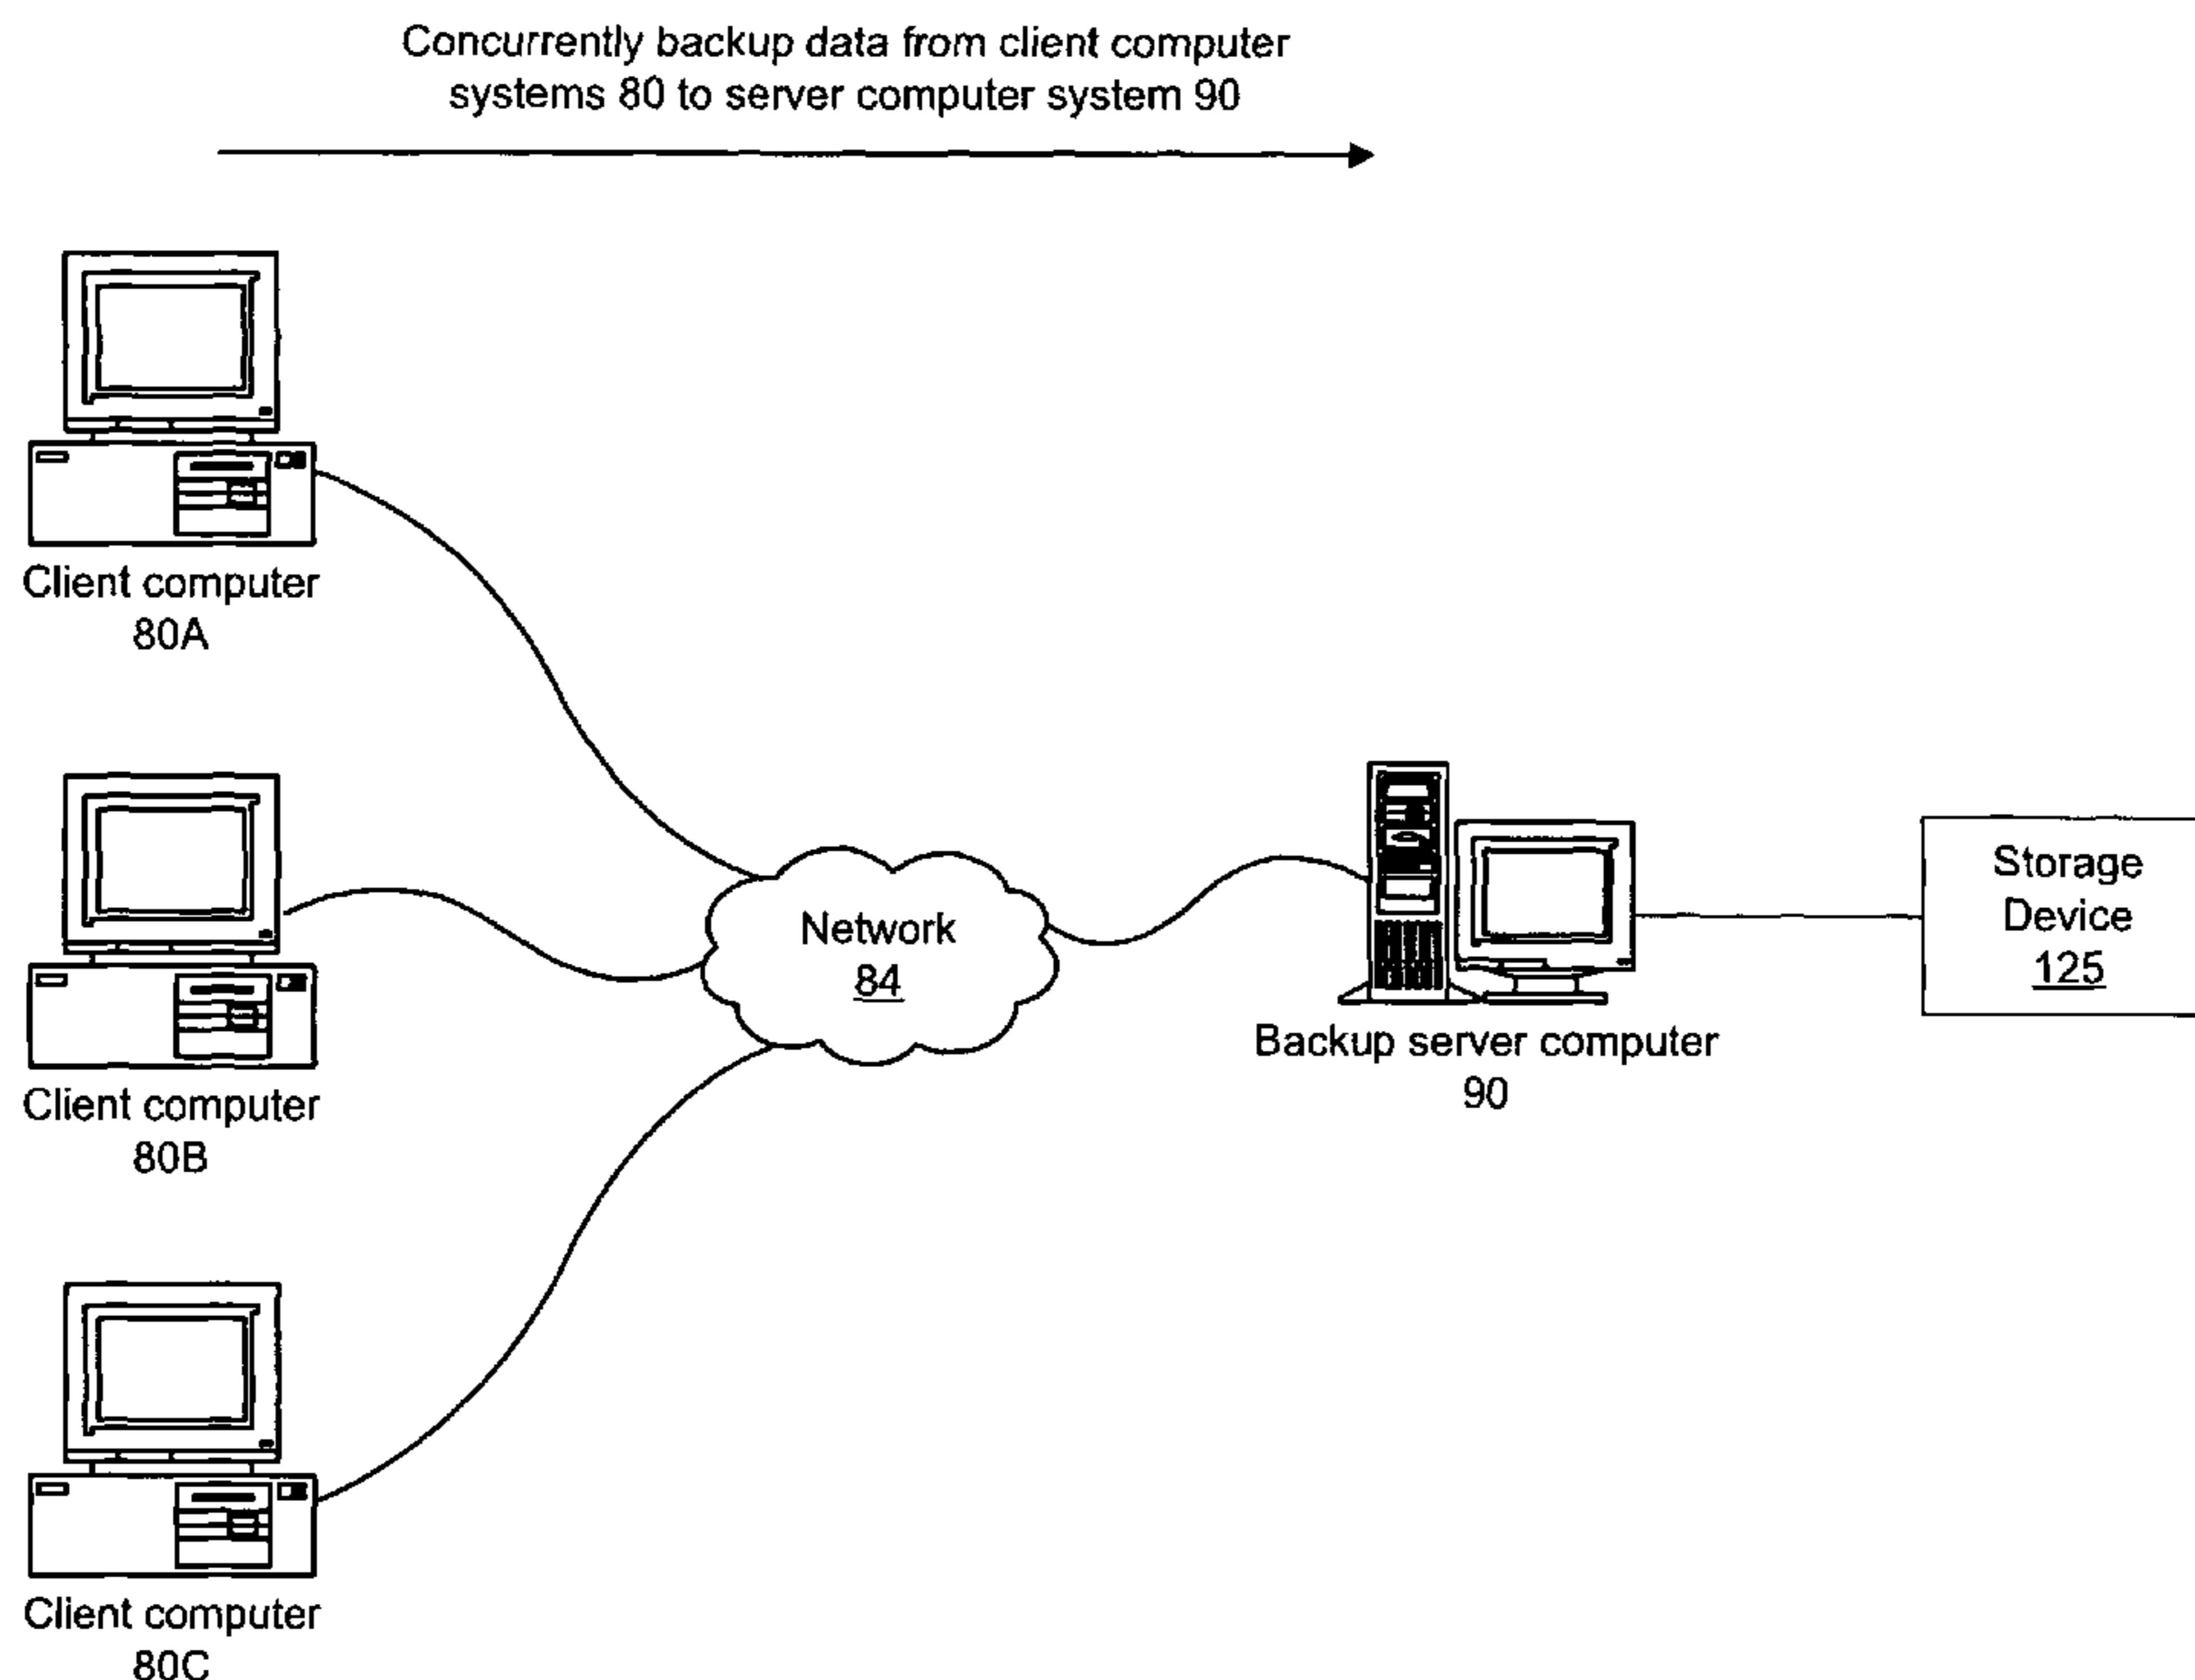 Concurrently backup data from client computer
systems 80 to server computer system 90
Client computer
80A
Client computer
80B
Network
84
Backup server computer
90
Storage
Device
125
Client computer
80C